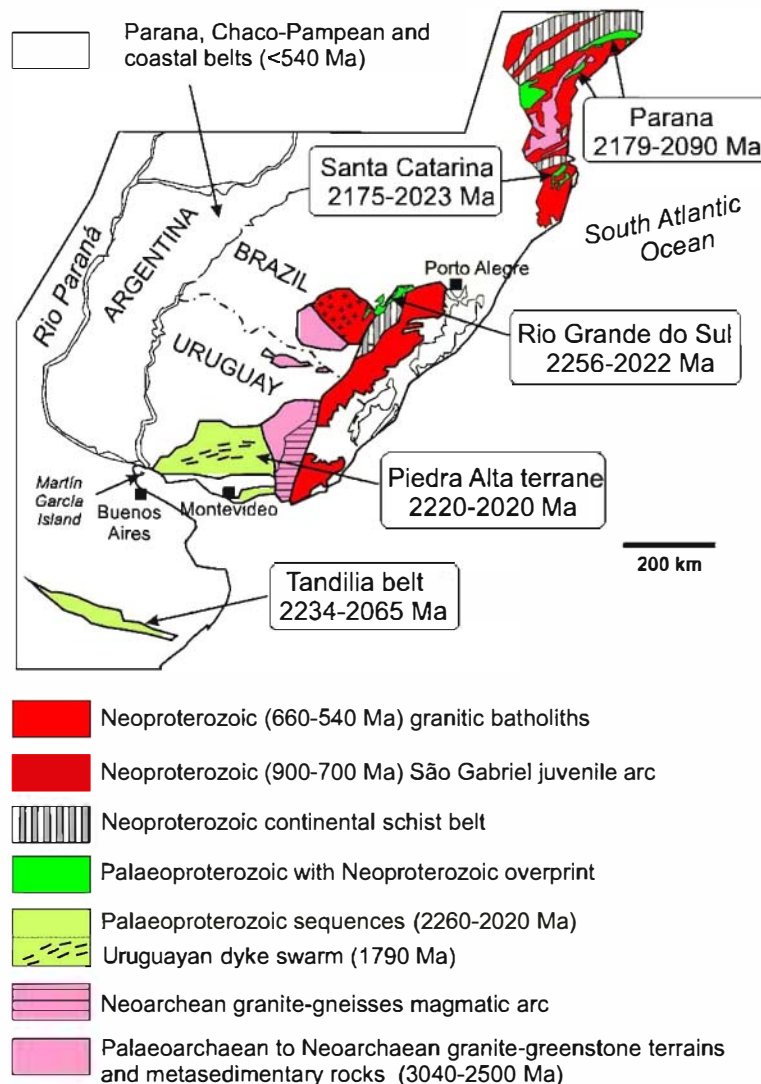 Parana, Chaco-Pampean and
coastal belts (<540 Ma)
Parana
2179-2090 Ma
Santa Catarina
2175-2023 Ma
South Atlantic
Ocean
Rio Paraná
ARGENTINA
BRAZIL
Porto Alegre
URUGUAY
Rio Grande do Sul
2256-2022 Ma
Piedra Alta terrane
2220-2020 Ma
Martín
García
Island
Buenos
Aires
Montevideo
200 km
Tandilia belt
2234-2065 Ma
Neoproterozoic (660-540 Ma) granitic batholiths
Neoproterozoic (900-700 Ma) São Gabriel juvenile arc
Neoproterozoic continental schist belt
Palaeoproterozoic with Neoproterozoic overprint
Palaeoproterozoic sequences (2260-2020 Ma)
Uruguayan dyke swarm (1790 Ma)
Neoarchean granite-gneisses magmatic arc
Palaeoarchaean to Neoarchaean granite-greenstone terrains
and metasedimentary rocks (3040-2500 Ma)